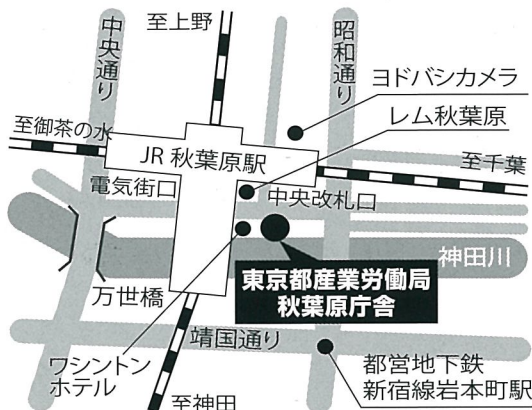 至上野
中央通り
昭和通り
ヨドバシカメラ
レム秋葉原
至御茶の水
JR 秋葉原駅
至千葉
電気街口
中央改札口
神田川
東京都産業労働局
秋葉原庁舎
万世橋
靖国通り
ワシントン
ホテル
都営地下鉄
新宿線岩本町駅
至神田